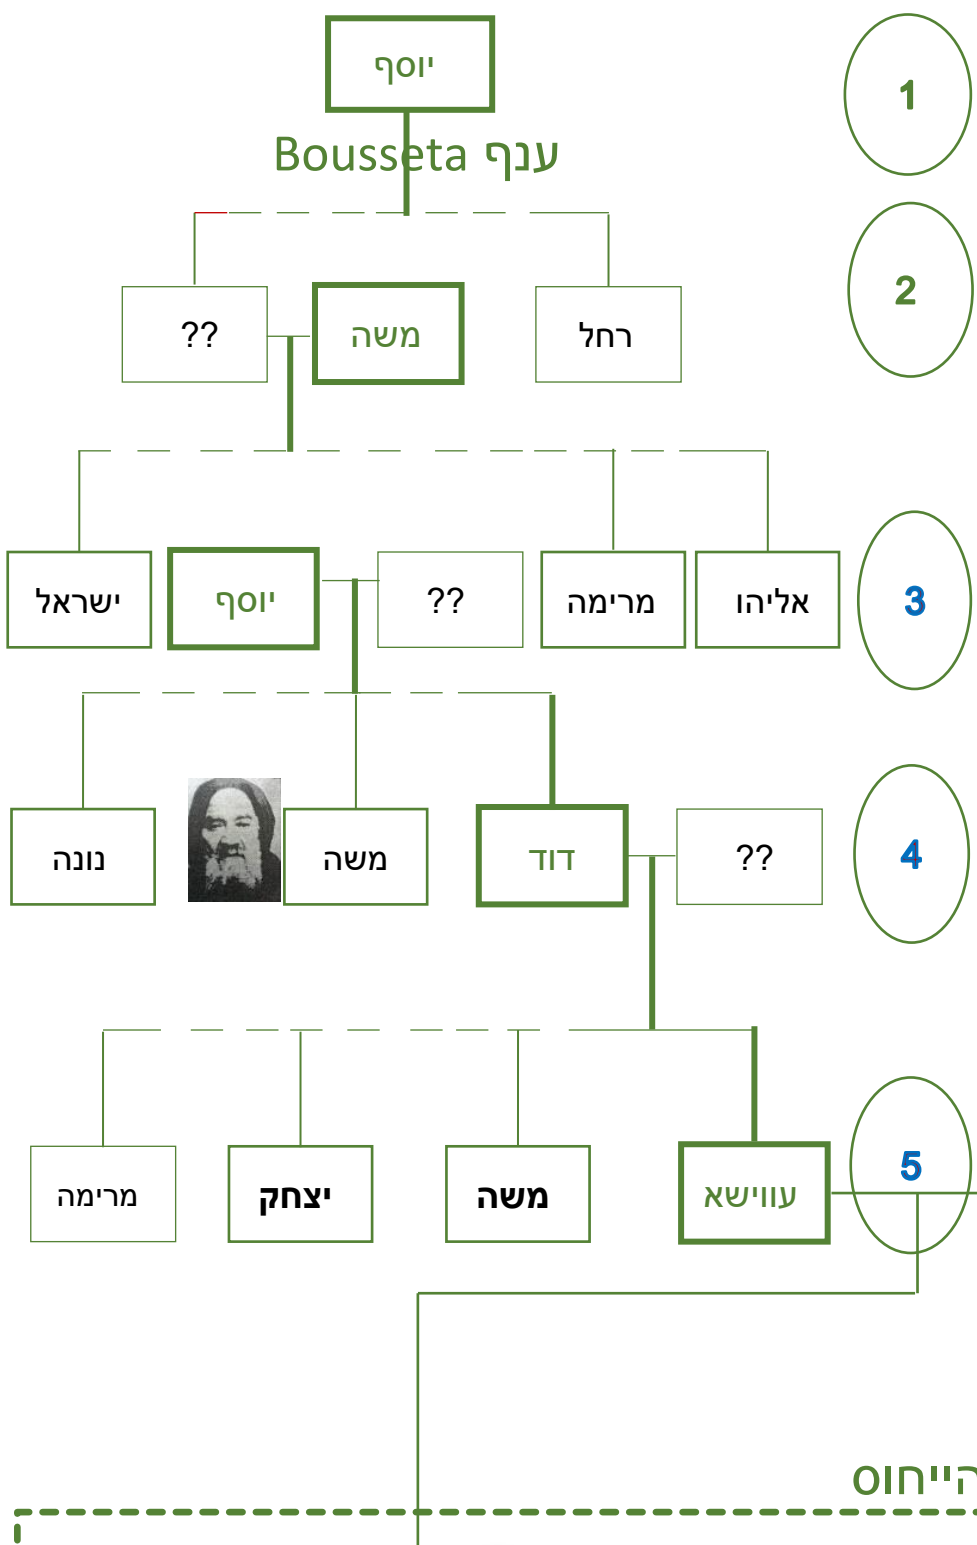 יוסף
1
ענף Bousseta
2
רחל
משה
??
3
אליהו
מרימה
??
יוסף
ישראל
4
??
דוד
משה
נונה
5
עווישא
משה
יצחק
מרימה
הייחוס